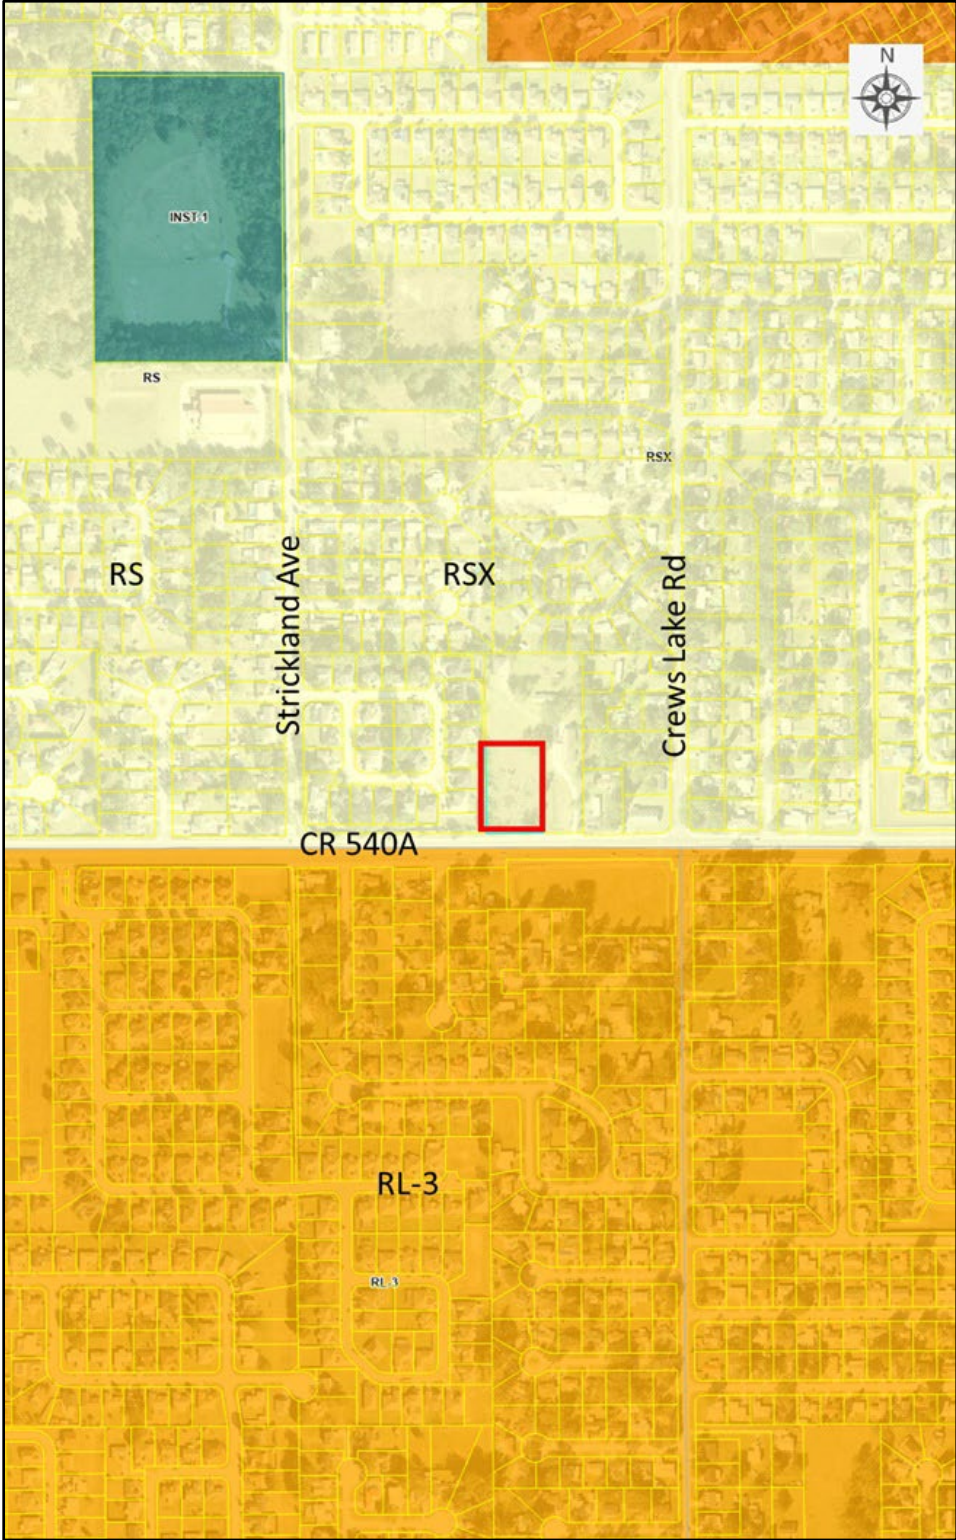 N
INST-1
RS
RSX
RS
RSX
Strickland Ave
Crews Lake Rd
CR 540A
RL-3
RL-3